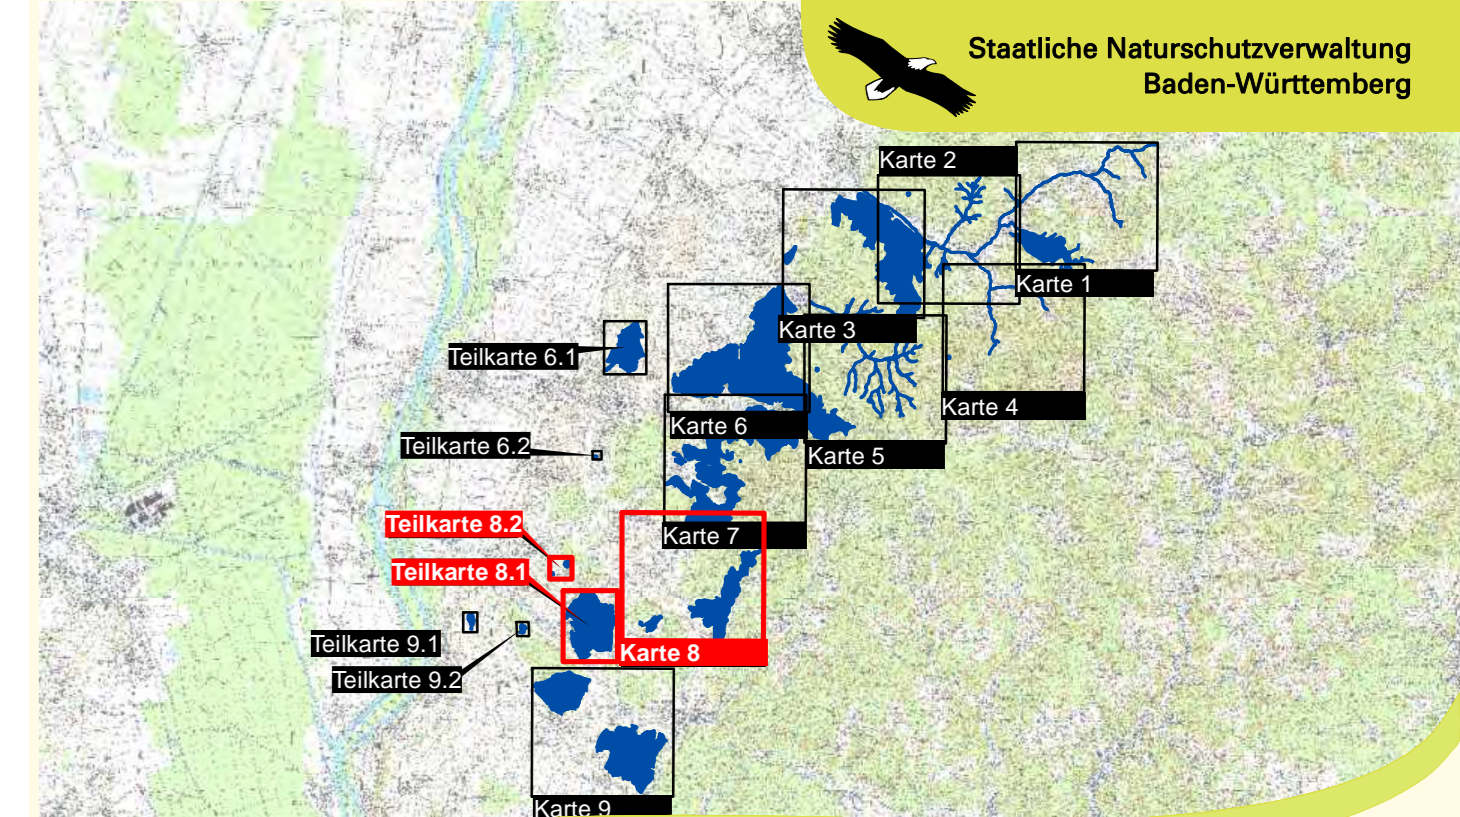 Staatliche Naturschutzverwaltung
Baden-Württemberg
Karte 2
Karte 1
Karte 3
Teilkarte 6.1
Karte 4
Karte 6
Teilkarte 6.2
Karte 5
Teilkarte 8.2
Karte 7
Teilkarte 8.1
Teilkarte 9.1
Karte 8
Teilkarte 9.2
Karte 9